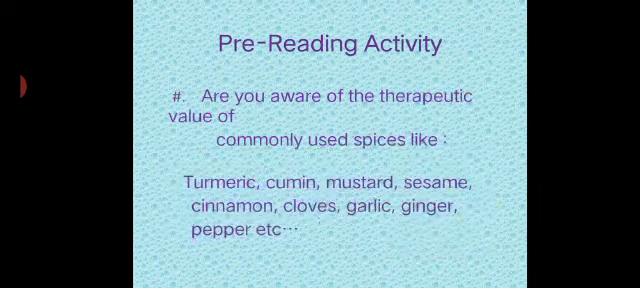 Pre-Reading Activity
#. Are you aware of the therapeutic
value of
commonly used spices like :
Turmeric, cumin, mustard, sesame,
cinnamon, cloves, garlic, ginger,
pepper etc...